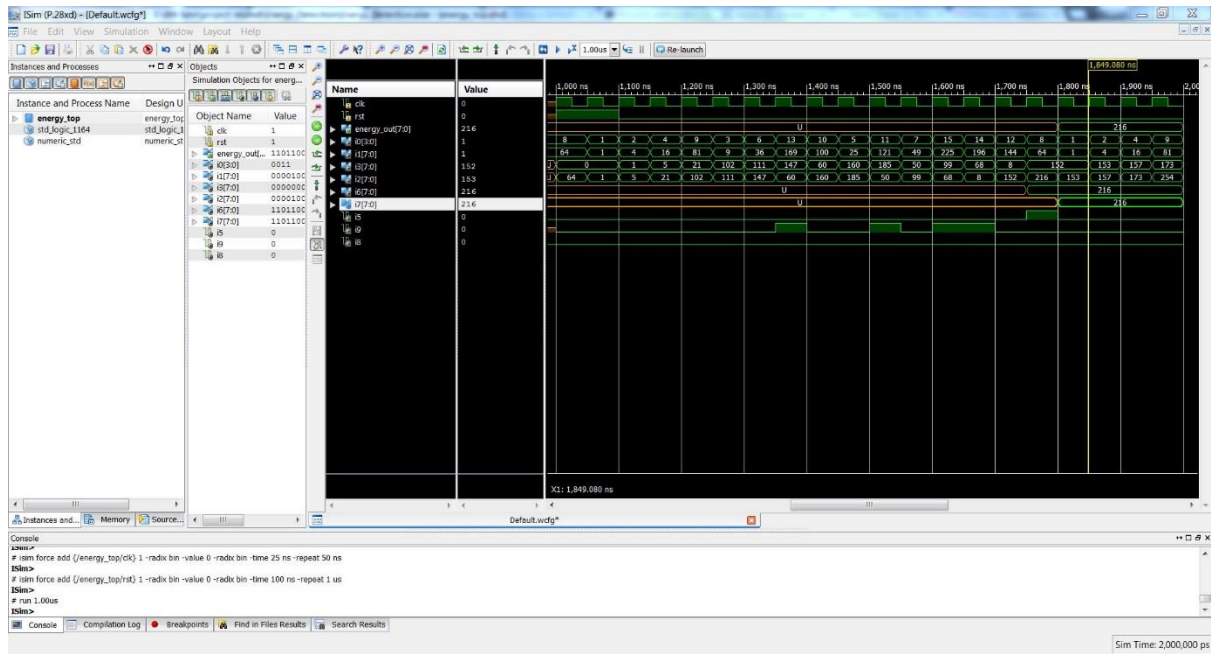 ISim (P.28xd) - [Default.wcfg*]
File Edit View Simulation Window Layout Help
1.00us
Re-launch
Instances and Processes
Instance and Process Name Design U
energy_top energy_top
std_logic_1164 std_logic_1
numeric_std numeric_st
Objects
Simulation Objects for energ...
Object Name Value
clk 1
rst 1
energy_out[... 1101100
i0[3:0] 0011
i1[7:0] 0000100
i3[7:0] 0000000
i2[7:0] 0000100
i6[7:0] 1101100
i7[7:0] 1101100
i5 0
i9 0
i8 0
Name Value
clk 0
rst 0
energy_out[7:0] 216
i0[3:0] 1
i1[7:0] 1
i3[7:0] 152
i2[7:0] 153
i6[7:0] 216
i7[7:0] 216
i5 0
i9 0
i8 0
1,849.080 ns
1,000 ns 1,100 ns 1,200 ns 1,300 ns 1,400 ns 1,500 ns 1,600 ns 1,700 ns 1,800 ns 1,900 ns 2,00
U 216
8 1 2 4 9 3 6 13 10 5 11 7 15 14 12 8 1 2 4 9
64 1 4 16 81 9 36 169 100 25 121 49 225 196 144 64 1 4 16 81
U 0 1 5 21 102 111 147 60 160 185 50 99 68 8 152 153 157 173
U 64 1 5 21 102 111 147 60 160 185 50 99 68 8 152 216 153 157 173 254
U 216
U 216
X1: 1,849.080 ns
Instances and... Memory Source...
Default.wcfg*
Console
ISim>
# isim force add {/energy_top/clk} 1 -radix bin -value 0 -radix bin -time 25 ns -repeat 50 ns
ISim>
# isim force add {/energy_top/rst} 1 -radix bin -value 0 -radix bin -time 100 ns -repeat 1 us
ISim>
# run 1.00us
ISim>
Console Compilation Log Breakpoints Find in Files Results Search Results
Sim Time: 2,000,000 ps